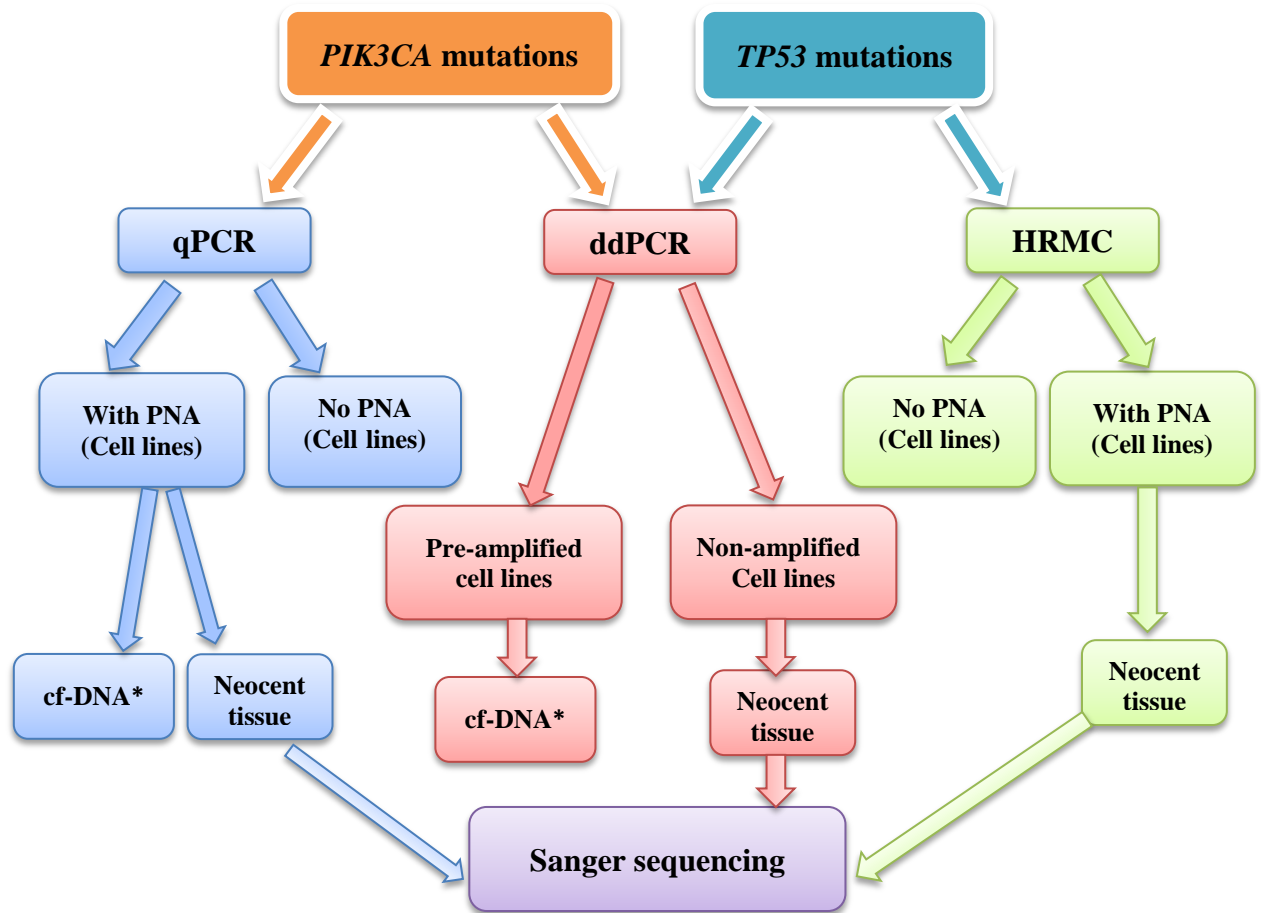 PIK3CA mutations
TP53 mutations
qPCR
ddPCR
HRMC
With PNA
(Cell lines)
No PNA
(Cell lines)
No PNA
(Cell lines)
With PNA
(Cell lines)
Pre-amplified
cell lines
Non-amplified
Cell lines
cf-DNA*
Neocent
tissue
cf-DNA*
Neocent
tissue
Neocent
tissue
Sanger sequencing